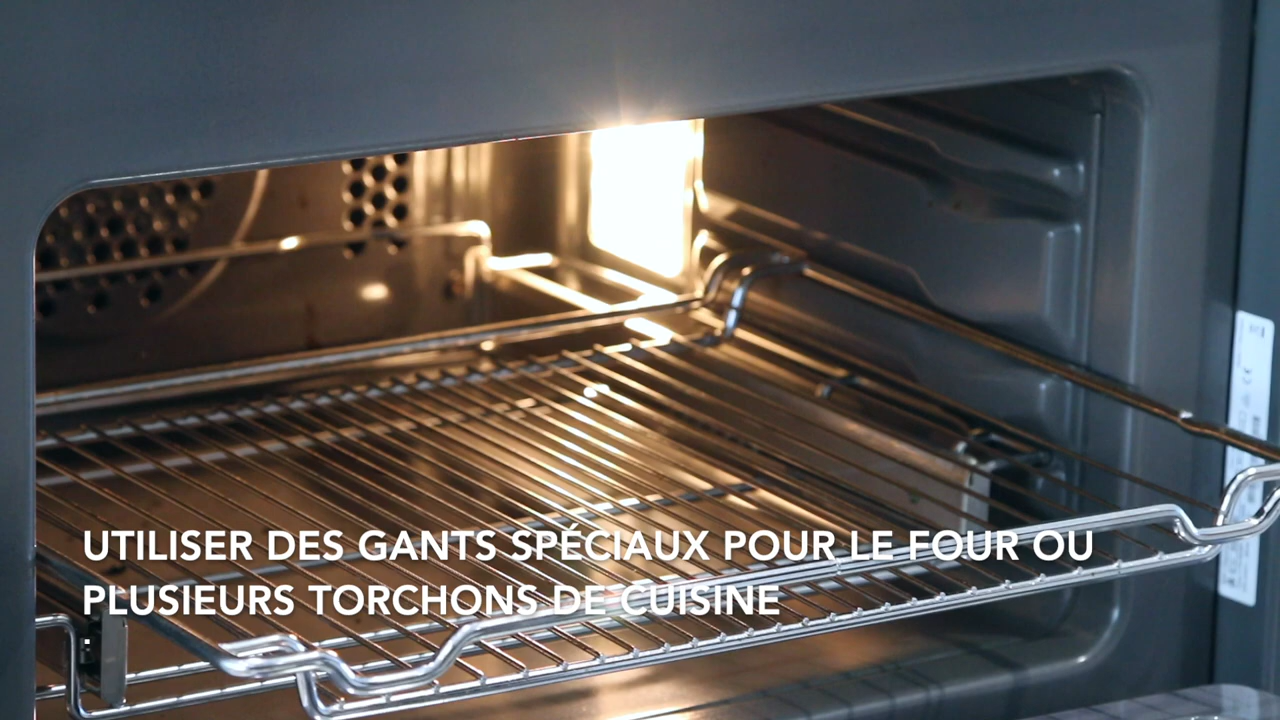 UTILISER DES GANTS SPÉCIAUX POUR LE FOUR OU
PLUSIEURS TORCHONS DE CUISINE